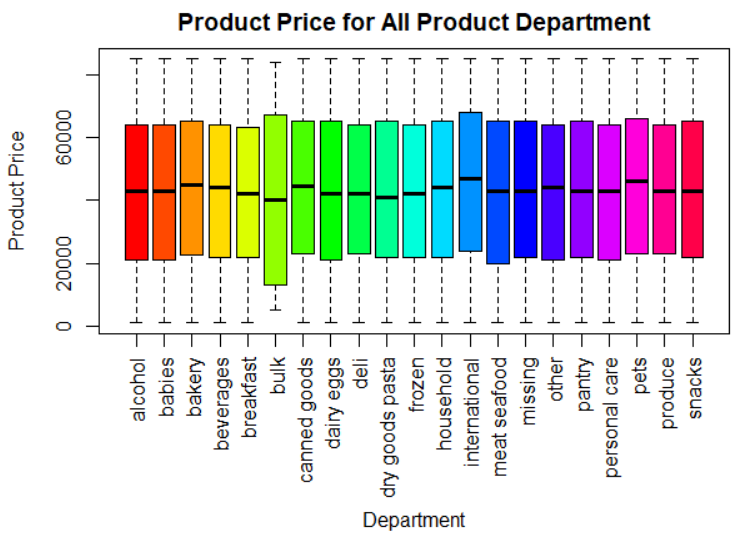 Product Price for All Product Department
Product Price
60000
20000
0
alcohol
babies
bakery
beverages
breakfast
bulk
canned goods
dairy eggs
deli
dry goods pasta
frozen
household
international
meat seafood
missing
other
pantry
personal care
pets
produce
snacks
Department